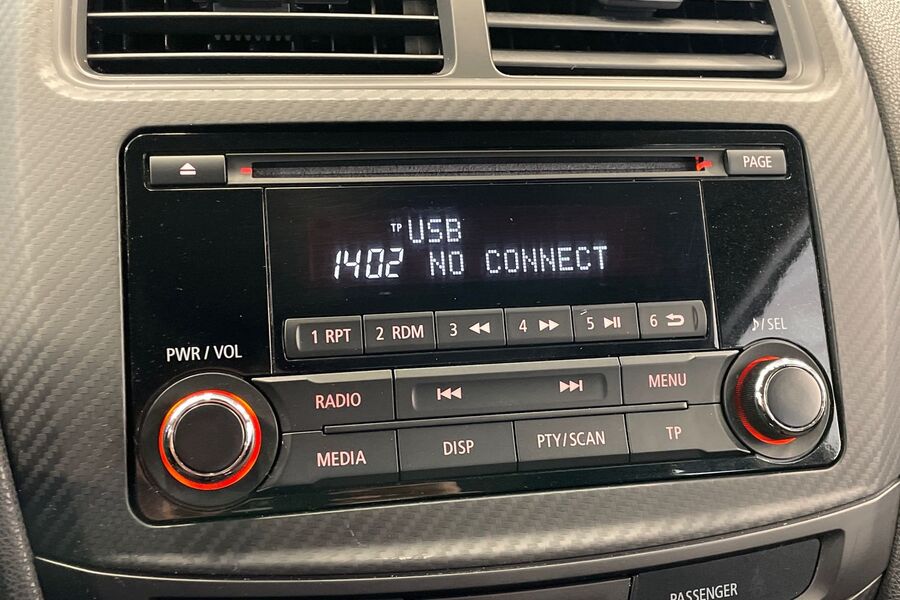 PAGE
TP USB
1402 NO CONNECT
1 RPT 2 RDM 3 4 5 6
PWR / VOL
♪/SEL
RADIO MENU
MEDIA DISP PTY/SCAN TP
PASSENGER